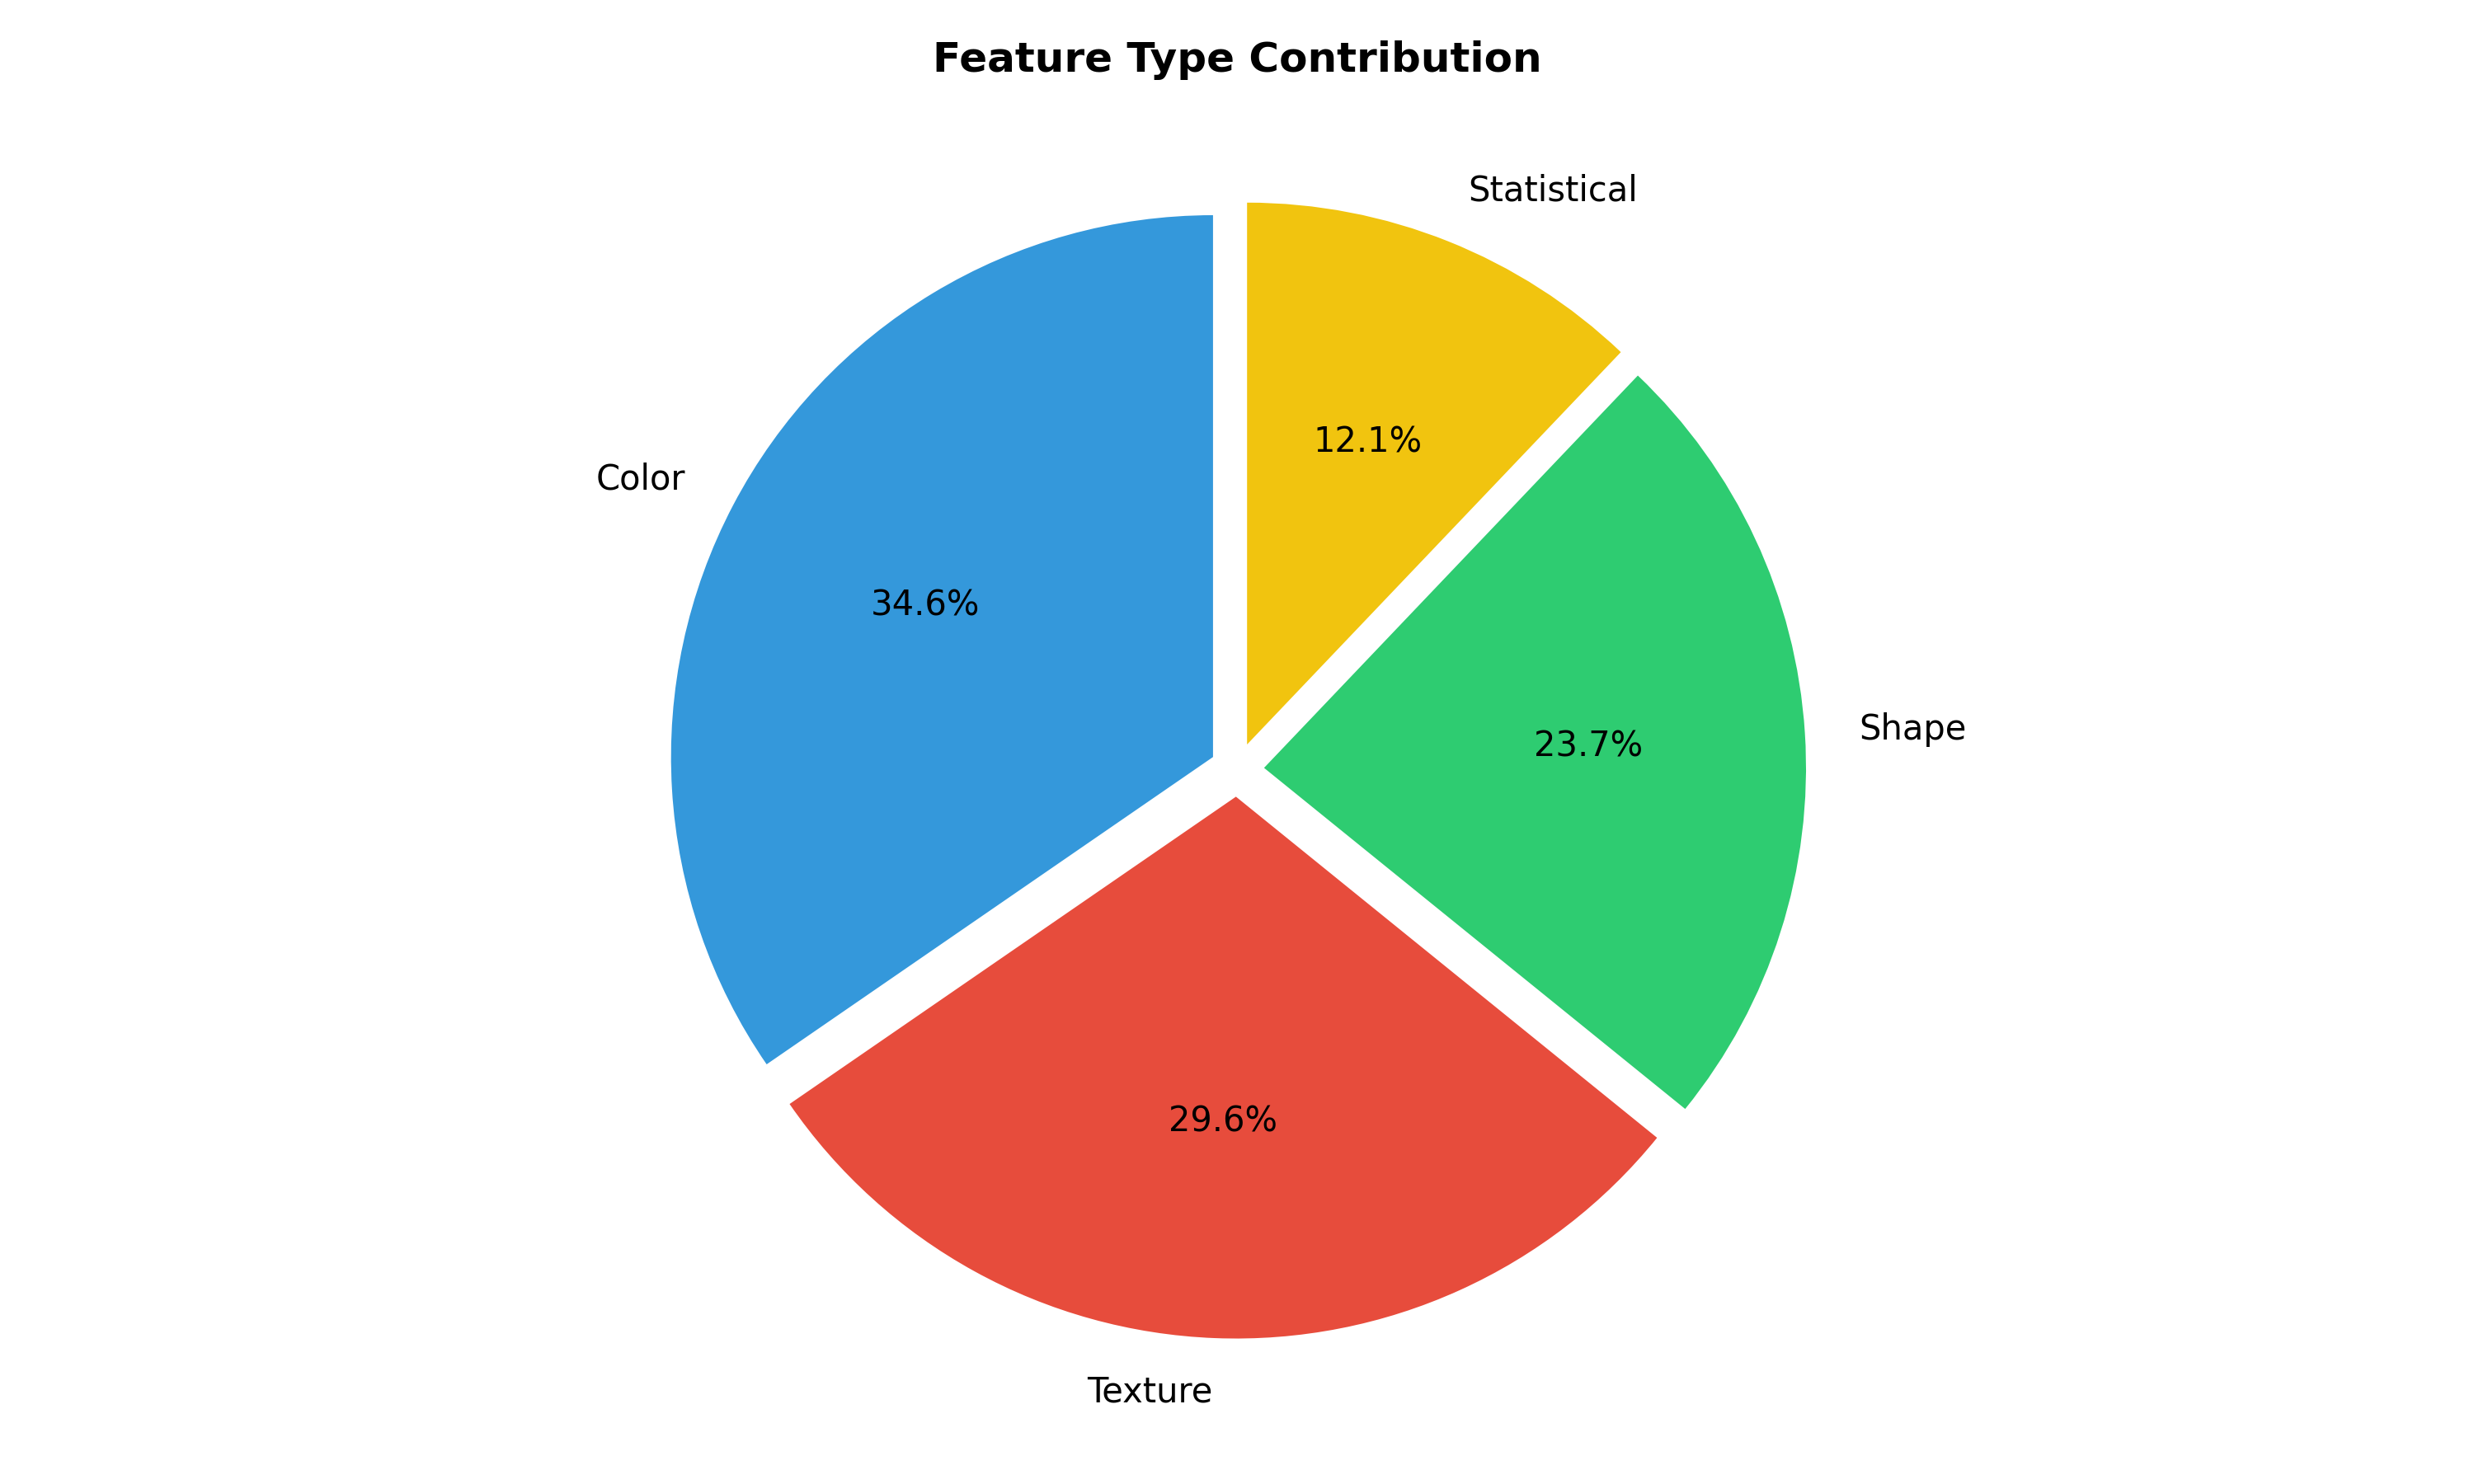 Feature Type Contribution
Statistical
12.1%
Color
34.6%
Shape
23.7%
29.6%
Texture